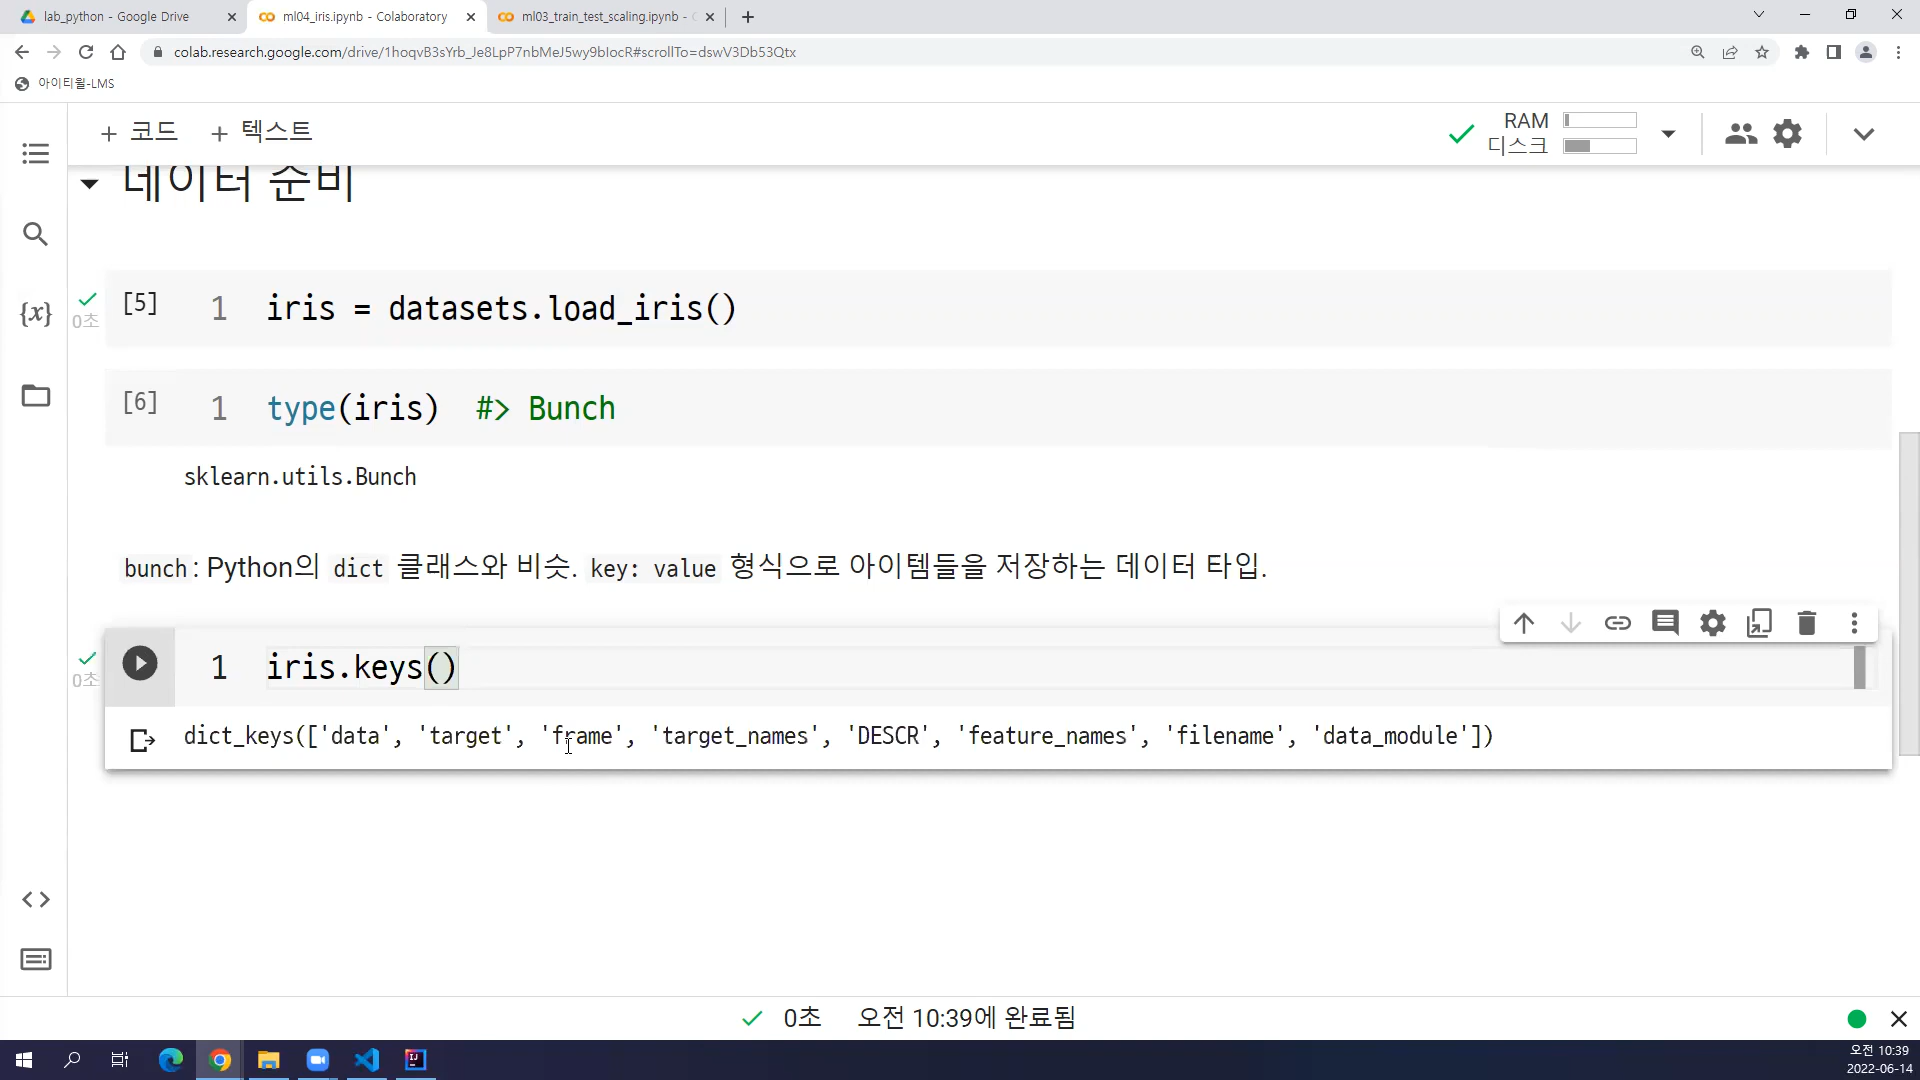 lab_python - Google Drive
ml04_iris.ipynb - Colaboratory
ml03_train_test_scaling.ipynb -
colab.research.google.com/drive/1hoqvB3sYrb_Je8LpP7nbMeJ5wy9bIocR#scrollTo=dswV3Db53Qtx
아이티윌-LMS
+ 코드 + 텍스트
RAM
디스크
데이터 준비
[5] 1 iris = datasets.load_iris()
0초
[6] 1 type(iris) #> Bunch
sklearn.utils.Bunch
bunch : Python의 dict 클래스와 비슷. key: value 형식으로 아이템들을 저장하는 데이터 타입.
1 iris.keys()
0초
dict_keys(['data', 'target', 'frame', 'target_names', 'DESCR', 'feature_names', 'filename', 'data_module'])
0초 오전 10:39에 완료됨
오전 10:39
2022-06-14